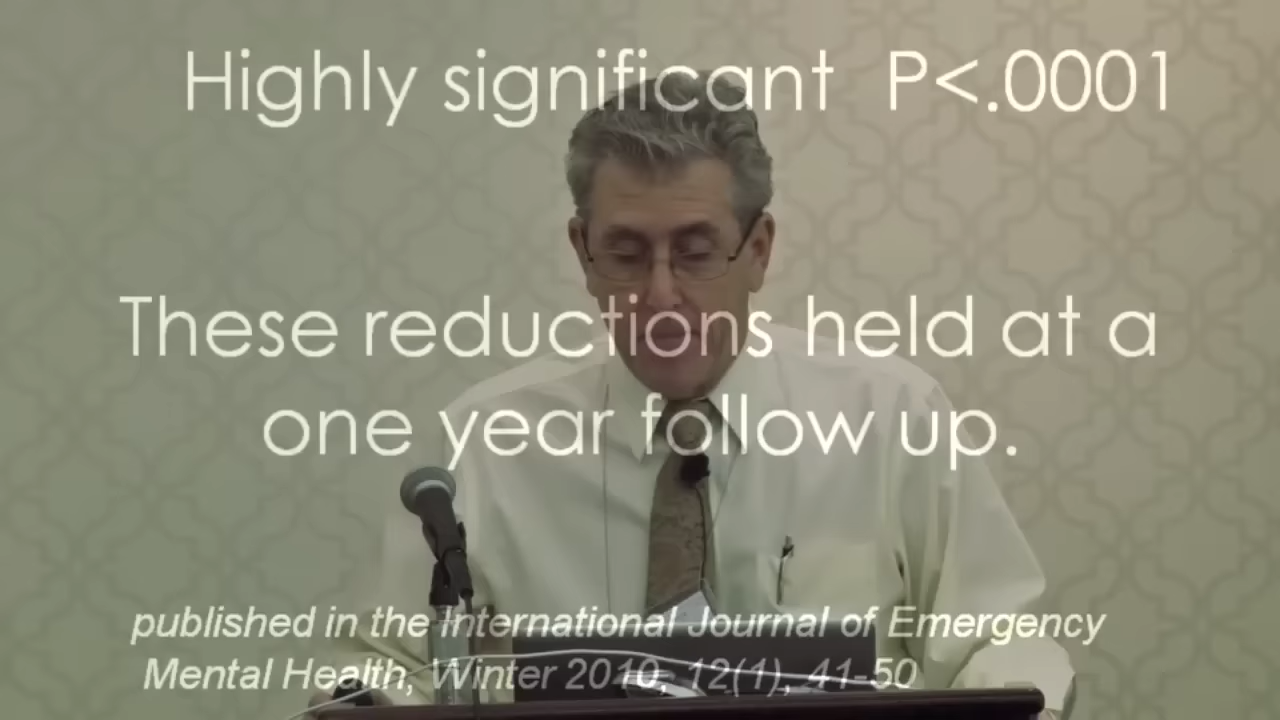 Highly significant P<.0001
These reductions held at a
one year follow up.
published in the International Journal of Emergency
Mental Health, Winter 2010, 12(1), 41-50